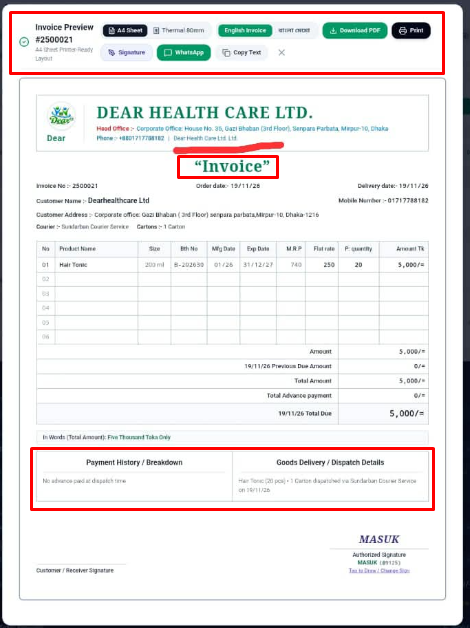 Invoice Preview
#2500021
A4 Sheet Printer-Ready
Layout
A4 Sheet
Thermal 80mm
English Invoice
Download PDF
Print
Signature
WhatsApp
Copy Text
Dear
DEAR HEALTH CARE LTD.
Head Office :- Corporate Office: House No. 35, Gazi Bhaban (3rd Floor), Senpara Parbata, Mirpur-10, Dhaka
Phone :- +8801717788182 | Dear Health Care Ltd. Ltd.
“Invoice”
Invoice No :- 2500021 Order date:- 19/11/26 Delivery date:- 19/11/26
Customer Name :- Dearhealthcare Ltd Mobile Number :- 01717788182
Customer Address :- Corporate office: Gazi Bhaban ( 3rd Floor) senpara parbata,Mirpur-10, Dhaka-1216
Courier :- Sundarban Courier Service Cartons :- 1 Carton
No Product Name Size Bth No Mfg Date Exp Date M.R.P Flat rate P: quantity Amount Tk
01 Hair Tonic 200 ml B-202630 01/26 31/12/27 740 250 20 5,000/=
02
03
04
05
06
Amount 5,000/=
19/11/26 Previous Due Amount 0/=
Total Amount 5,000/=
Total Advance payment 0/=
19/11/26 Total Due 5,000/=
In Words (Total Amount): Five Thousand Taka Only
Payment History / Breakdown
No advance paid at dispatch time
Goods Delivery / Dispatch Details
Hair Tonic (20 pcs) • 1 Carton dispatched via Sundarban Courier Service
on 19/11/26
MASUK
Authorized Signature
MASUK (89125)
Tap to Draw / Change Sign
Customer / Receiver Signature